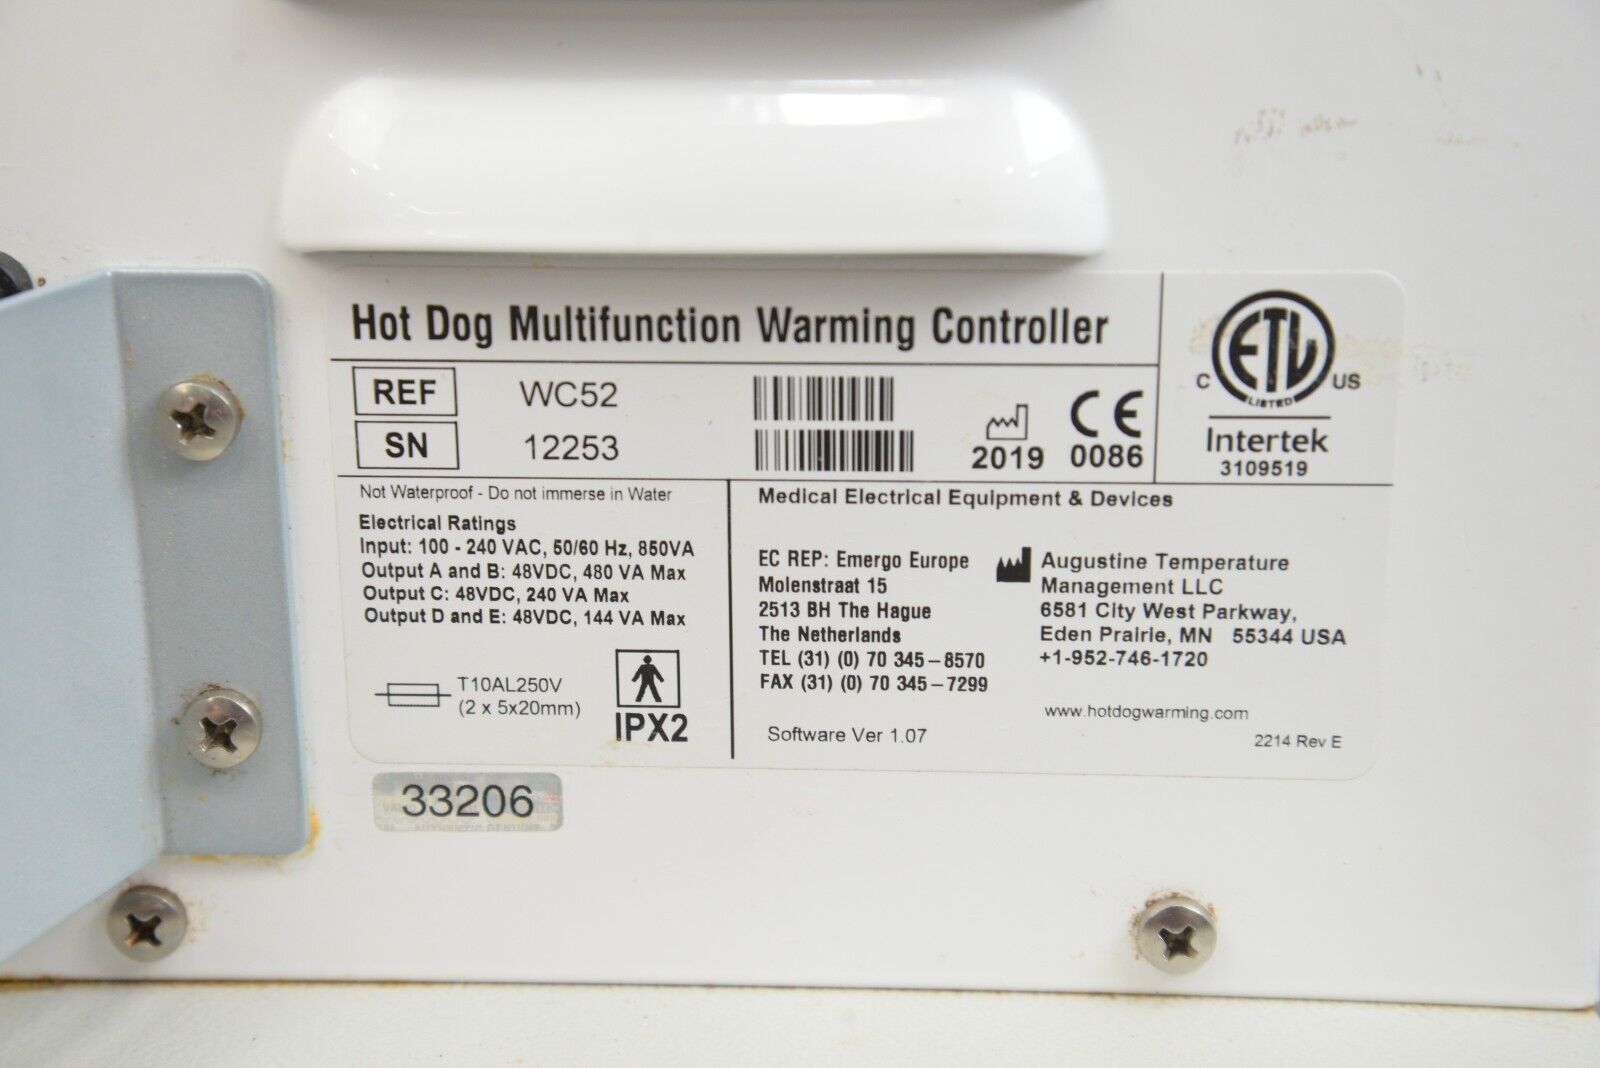 Hot Dog Multifunction Warming Controller
REF WC52
SN 12253
2019
CE 0086
ETL
LISTED
C US
Intertek
3109519
Not Waterproof - Do not immerse in Water
Electrical Ratings
Input: 100 - 240 VAC, 50/60 Hz, 850VA
Output A and B: 48VDC, 480 VA Max
Output C: 48VDC, 240 VA Max
Output D and E: 48VDC, 144 VA Max
T10AL250V
(2 x 5x20mm)
IPX2
Medical Electrical Equipment & Devices
EC REP: Emergo Europe
Molenstraat 15
2513 BH The Hague
The Netherlands
TEL (31) (0) 70 345-8570
FAX (31) (0) 70 345-7299
Software Ver 1.07
Augustine Temperature
Management LLC
6581 City West Parkway,
Eden Prairie, MN 55344 USA
+1-952-746-1720
www.hotdogwarming.com
2214 Rev E
33206
AUTHENTIC GENUINE